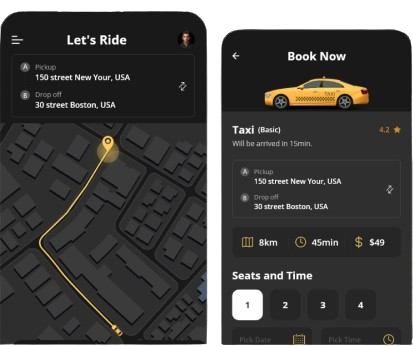 Let's Ride
A Pickup
150 street New Your, USA
B Drop off
30 street Boston, USA
Book Now
TAXI
Taxi (Basic)
4.2
Will be arrived in 15min.
A Pickup
150 street New Your, USA
B Drop off
30 street Boston, USA
8km
45min
$ $49
Seats and Time
1
2
3
4
Pick Date
Pick Time